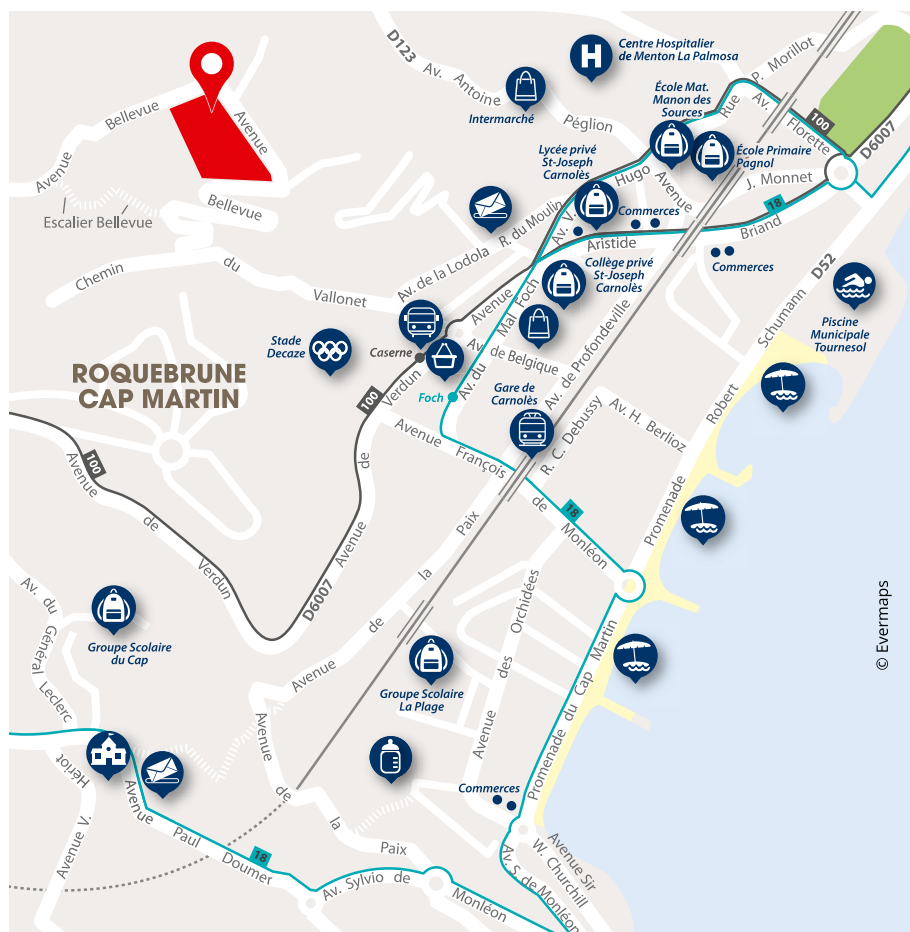 D123
Av. Antoine Péglion
H
Centre Hospitalier
de Menton La Palmosa
P. Morillot
Rue
Av. Florette
100
D6007
Intermarché
École Mat.
Manon des
Sources
École Primaire
Pagnol
J. Monnet
Avenue
Bellevue
Avenue
Avenue
Bellevue
Escalier Bellevue
Lycée privé
St-Joseph
Carnolès
Av. V. Hugo
R. du Moulin
Commerces
18
Aristide
Briand
Avenue
Commerces
Collège privé
St-Joseph
Carnolès
Chemin du Vallonet
Av. de la Lodola
D52
Promenade Robert Schumann
Piscine
Municipale
Tournesol
Stade
Decaze
Caserne
Av. du Mal Foch
Av. de Belgique
Av. de Profondeville
ROQUEBRUNE
CAP MARTIN
Foch
Gare de
Carnolès
R. C. Debussy
Av. H. Berlioz
100
Avenue de Verdun
Avenue François de Monléon
18
100
Avenue de Verdun
D6007
Avenue de la Paix
Avenue des Orchidées
Promenade du Cap Martin
© Evermaps
Av. du Général Leclerc
Groupe Scolaire
du Cap
Groupe Scolaire
La Plage
Avenue de la Paix
Commerces
Avenue V. Hériot
Avenue Paul Doumer
18
Av. Sylvio de Monléon
Av. S. de Monléon
Avenue Sir
W. Churchill